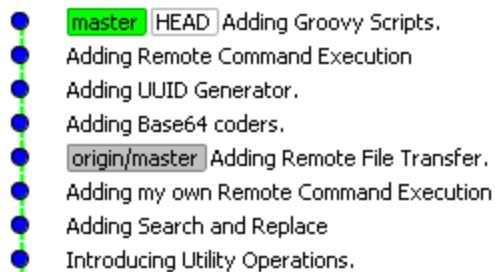 master HEAD Adding Groovy Scripts.
Adding Remote Command Execution
Adding UUID Generator.
Adding Base64 coders.
origin/master Adding Remote File Transfer.
Adding my own Remote Command Execution
Adding Search and Replace
Introducing Utility Operations.